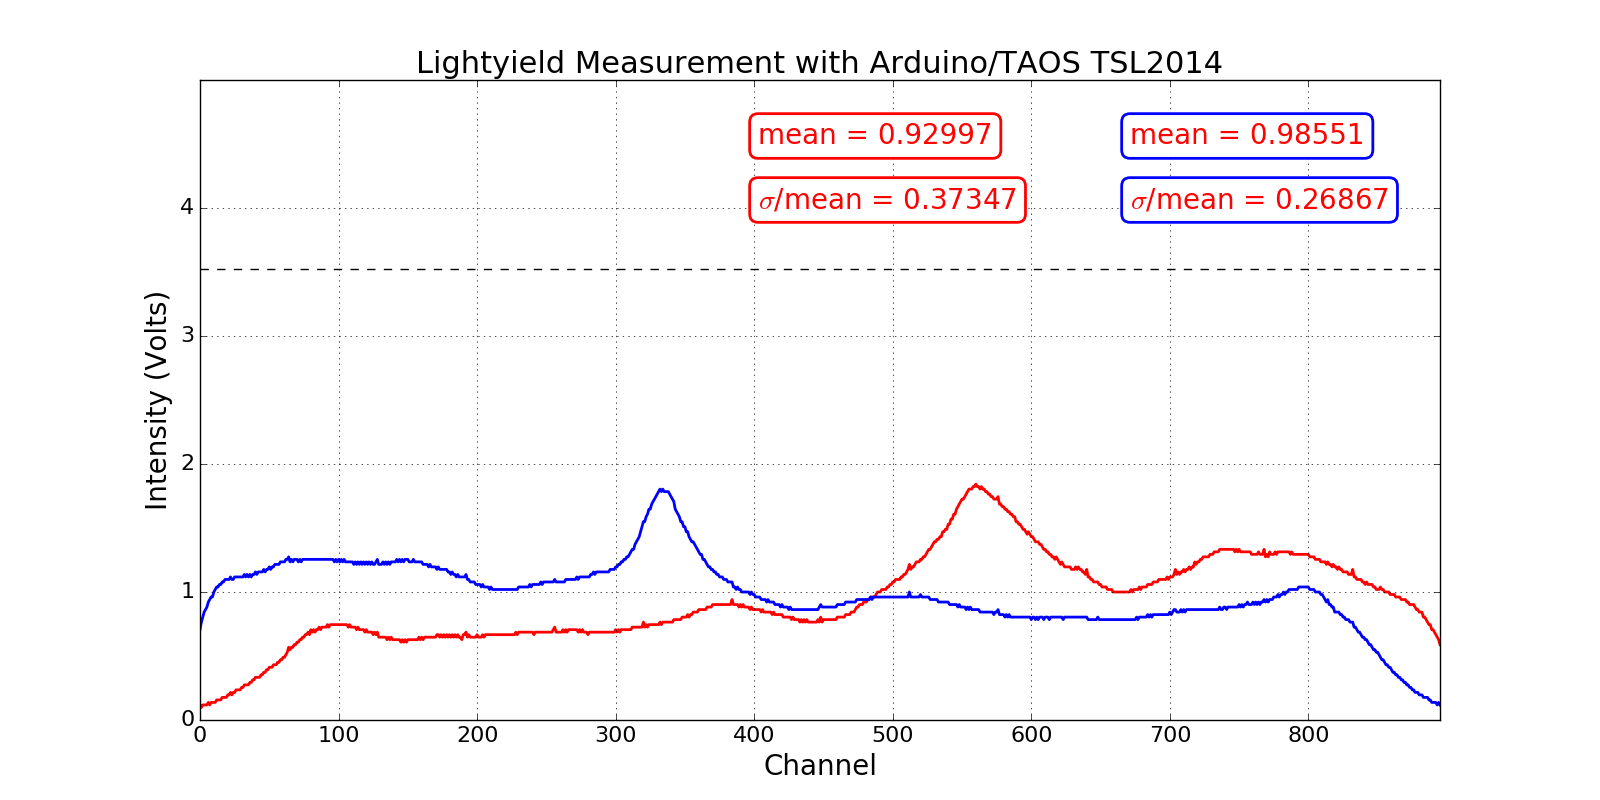 Lightyield Measurement with Arduino/TAOS TSL2014
mean = 0.92997
mean = 0.98551
σ/mean = 0.37347
σ/mean = 0.26867
Intensity (Volts)
4
3
2
1
0
0 100 200 300 400 500 600 700 800
Channel